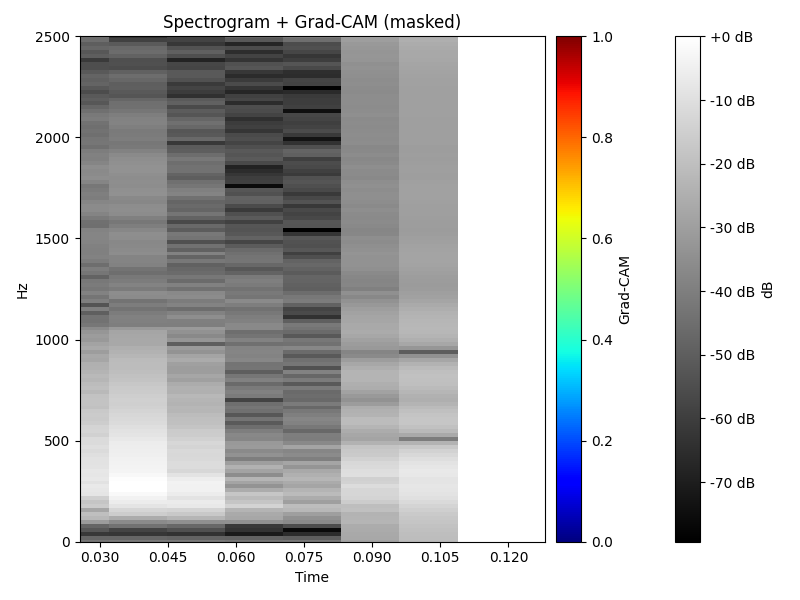 Spectrogram + Grad-CAM (masked)
2500
2000
1500
1000
500
0
Hz
0.030
0.045
0.060
0.075
0.090
0.105
0.120
Time
1.0
0.8
0.6
0.4
0.2
0.0
Grad-CAM
+0 dB
-10 dB
-20 dB
-30 dB
-40 dB
-50 dB
-60 dB
-70 dB
dB